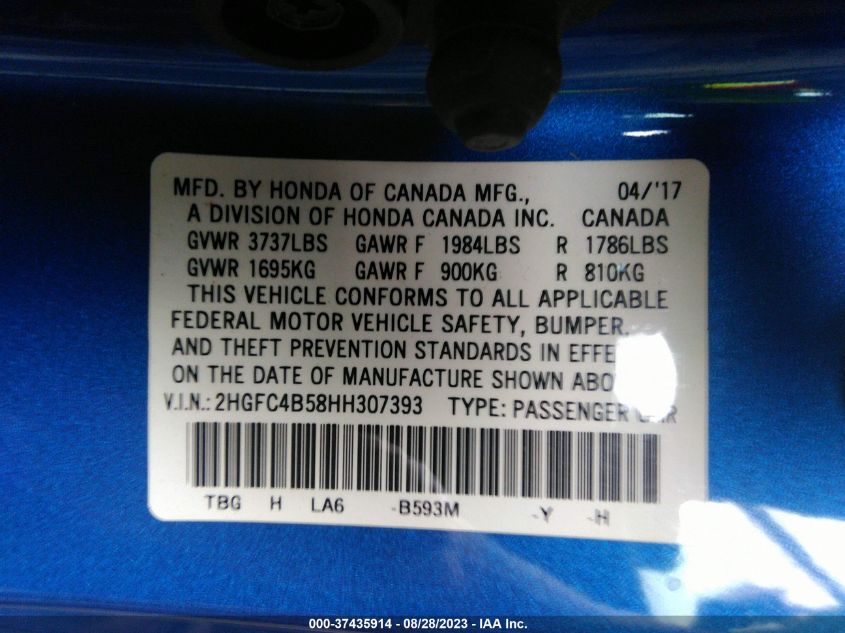 MFD. BY HONDA OF CANADA MFG., 04/'17
A DIVISION OF HONDA CANADA INC. CANADA
GVWR 3737LBS GAWR F 1984LBS R 1786LBS
GVWR 1695KG GAWR F 900KG R 810KG
THIS VEHICLE CONFORMS TO ALL APPLICABLE
FEDERAL MOTOR VEHICLE SAFETY, BUMPER,
AND THEFT PREVENTION STANDARDS IN EFFE
ON THE DATE OF MANUFACTURE SHOWN ABO
V.I.N.: 2HGFC4B58HH307393 TYPE: PASSENGER CAR
TBG H LA6 -B593M -Y -H
000-37435914 - 08/28/2023 - IAA Inc.